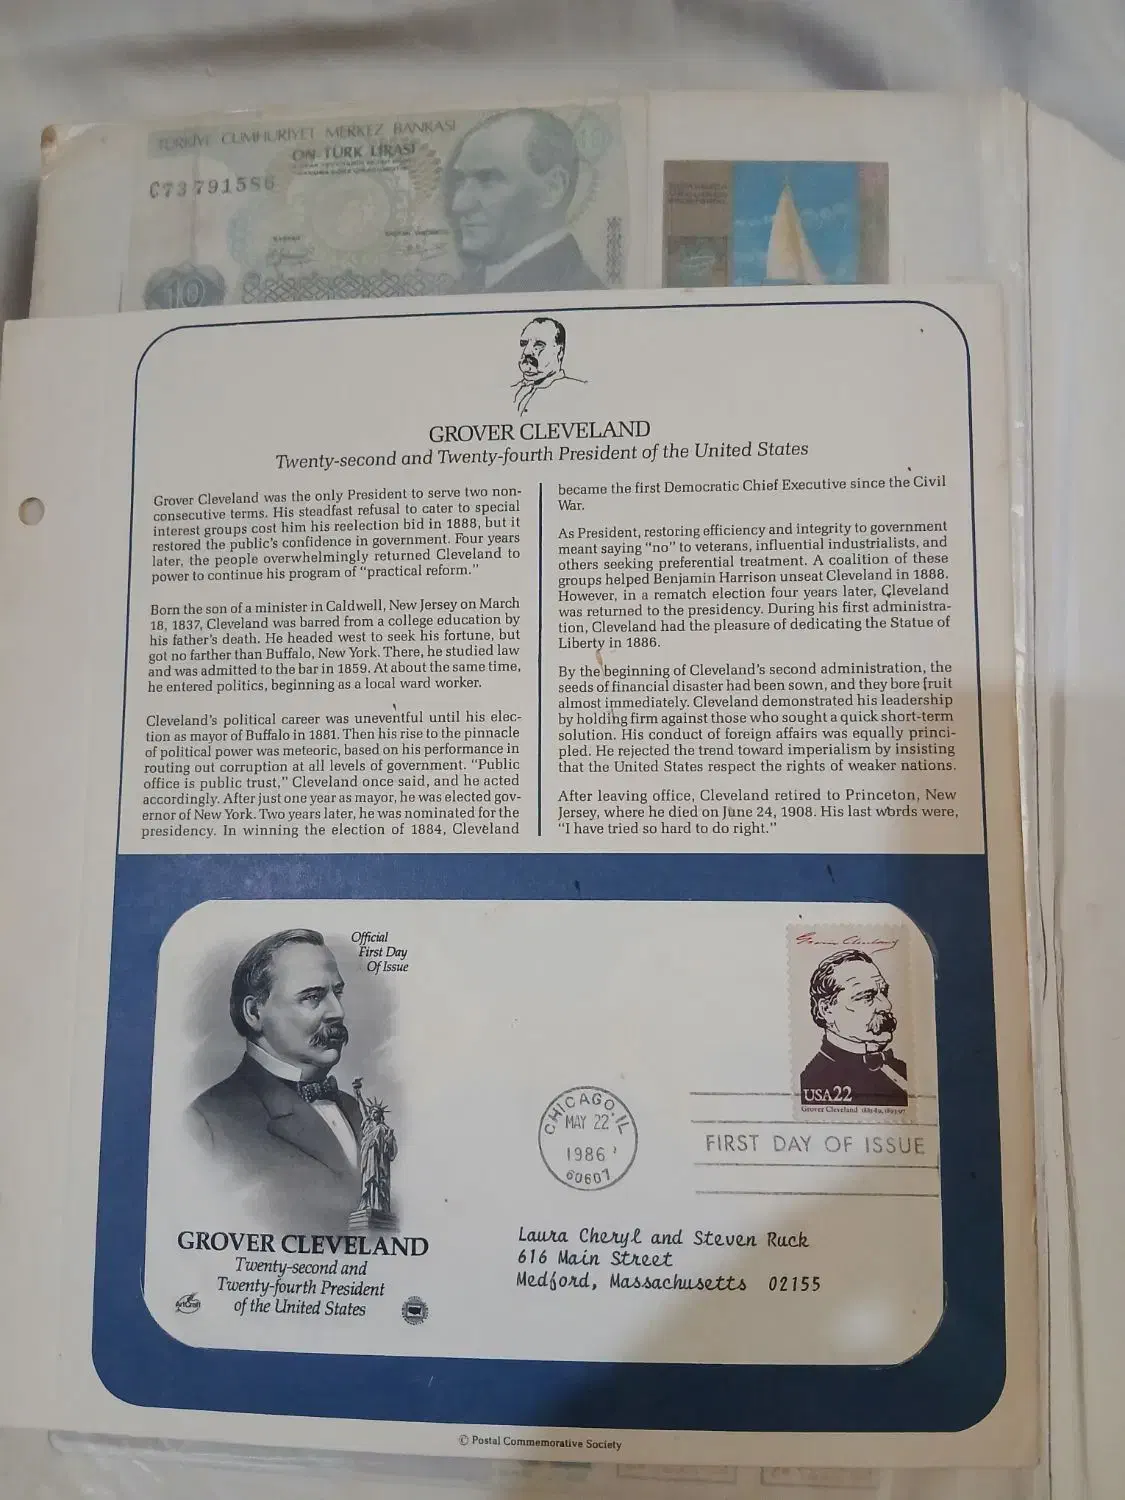 TÜRKİYE CUMHURİYET MERKEZ BANKASI
ON TÜRK LİRASI
C73791586
10
GROVER CLEVELAND
Twenty-second and Twenty-fourth President of the United States
Grover Cleveland was the only President to serve two non-
consecutive terms. His steadfast refusal to cater to special
interest groups cost him his reelection bid in 1888, but it
restored the public's confidence in government. Four years
later, the people overwhelmingly returned Cleveland to
power to continue his program of "practical reform."
Born the son of a minister in Caldwell, New Jersey on March
18, 1837, Cleveland was barred from a college education by
his father's death. He headed west to seek his fortune, but
got no farther than Buffalo, New York. There, he studied law
and was admitted to the bar in 1859. At about the same time,
he entered politics, beginning as a local ward worker.
Cleveland's political career was uneventful until his elec-
tion as mayor of Buffalo in 1881. Then his rise to the pinnacle
of political power was meteoric, based on his performance in
routing out corruption at all levels of government. "Public
office is public trust," Cleveland once said, and he acted
accordingly. After just one year as mayor, he was elected gov-
ernor of New York. Two years later, he was nominated for the
presidency. In winning the election of 1884, Cleveland
became the first Democratic Chief Executive since the Civil
War.
As President, restoring efficiency and integrity to government
meant saying "no" to veterans, influential industrialists, and
others seeking preferential treatment. A coalition of these
groups helped Benjamin Harrison unseat Cleveland in 1888.
However, in a rematch election four years later, Cleveland
was returned to the presidency. During his first administra-
tion, Cleveland had the pleasure of dedicating the Statue of
Liberty in 1886.
By the beginning of Cleveland's second administration, the
seeds of financial disaster had been sown, and they bore fruit
almost immediately. Cleveland demonstrated his leadership
by holding firm against those who sought a quick short-term
solution. His conduct of foreign affairs was equally princi-
pled. He rejected the trend toward imperialism by insisting
that the United States respect the rights of weaker nations.
After leaving office, Cleveland retired to Princeton, New
Jersey, where he died on June 24, 1908. His last words were,
"I have tried so hard to do right."
Official
First Day
Of Issue
Grover Cleveland
USA22
Grover Cleveland 1885-89, 1893-97
CHICAGO, IL
MAY 22
1986
60607
FIRST DAY OF ISSUE
GROVER CLEVELAND
Twenty-second and
Twenty-fourth President
of the United States
ArtCraft
Laura Cheryl and Steven Ruck
616 Main Street
Medford, Massachusetts 02155
© Postal Commemorative Society